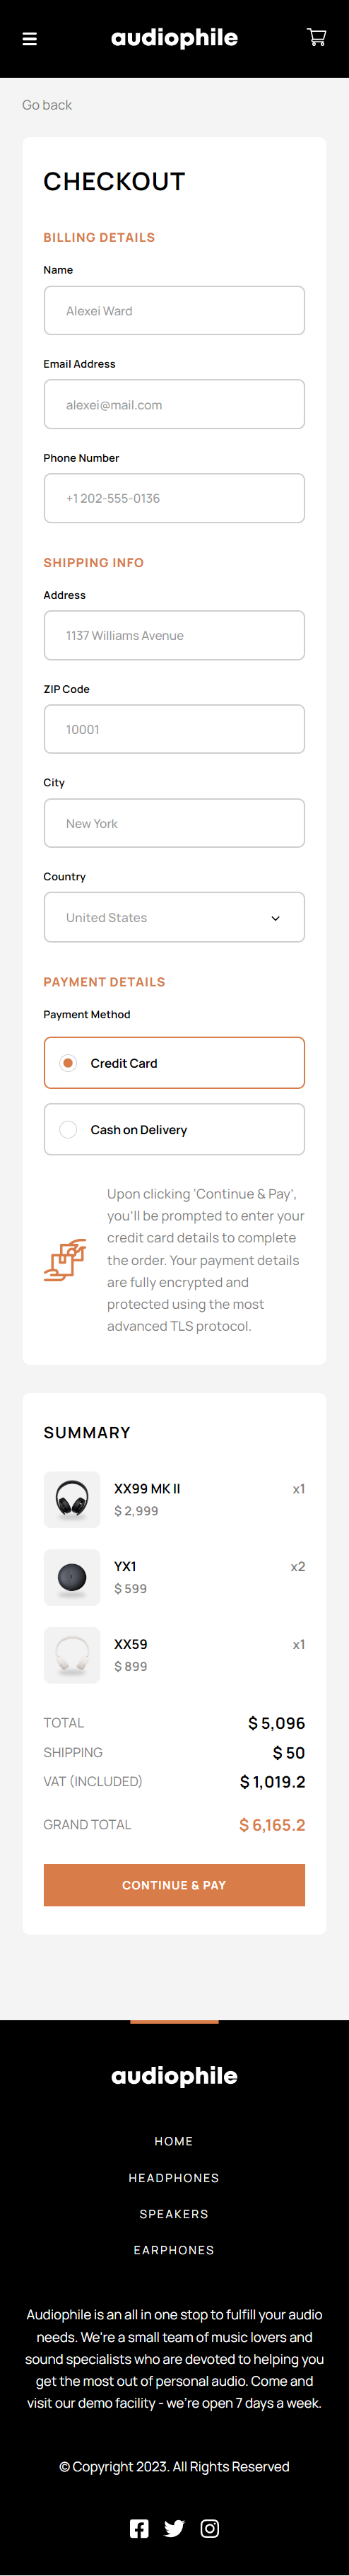 audiophile
Go back
CHECKOUT
BILLING DETAILS
Name
Alexei Ward
Email Address
alexei@mail.com
Phone Number
+1 202-555-0136
SHIPPING INFO
Address
1137 Williams Avenue
ZIP Code
10001
City
New York
Country
United States
PAYMENT DETAILS
Payment Method
Credit Card
Cash on Delivery
Upon clicking 'Continue & Pay',
you'll be prompted to enter your
credit card details to complete
the order. Your payment details
are fully encrypted and
protected using the most
advanced TLS protocol.
SUMMARY
XX99 MK II x1
$ 2,999
YX1 x2
$ 599
XX59 x1
$ 899
TOTAL $ 5,096
SHIPPING $ 50
VAT (INCLUDED) $ 1,019.2
GRAND TOTAL $ 6,165.2
CONTINUE & PAY
audiophile
HOME
HEADPHONES
SPEAKERS
EARPHONES
Audiophile is an all in one stop to fulfill your audio
needs. We're a small team of music lovers and
sound specialists who are devoted to helping you
get the most out of personal audio. Come and
visit our demo facility - we're open 7 days a week.
© Copyright 2023. All Rights Reserved